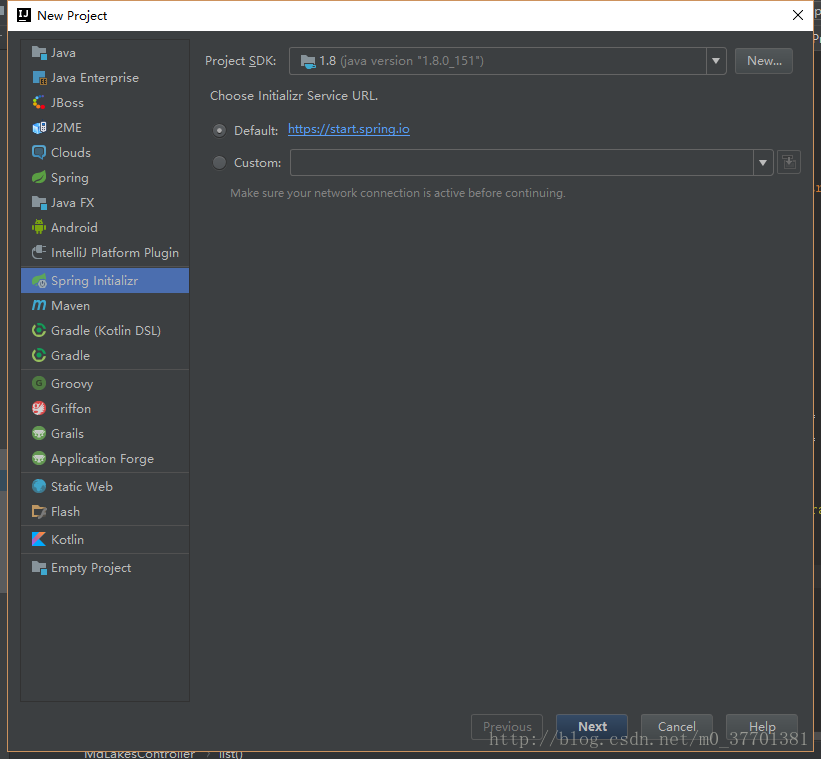 New Project
Java
Java Enterprise
JBoss
J2ME
Clouds
Spring
Java FX
Android
IntelliJ Platform Plugin
Spring Initializr
Maven
Gradle (Kotlin DSL)
Gradle
Groovy
Griffon
Grails
Application Forge
Static Web
Flash
Kotlin
Empty Project
Project SDK: 1.8 (java version "1.8.0_151") New...
Choose Initializr Service URL.
Default: https://start.spring.io
Custom:
Make sure your network connection is active before continuing.
Previous Next Cancel Help
http://blog.csdn.net/m0_37701381
MdLakesController › list()